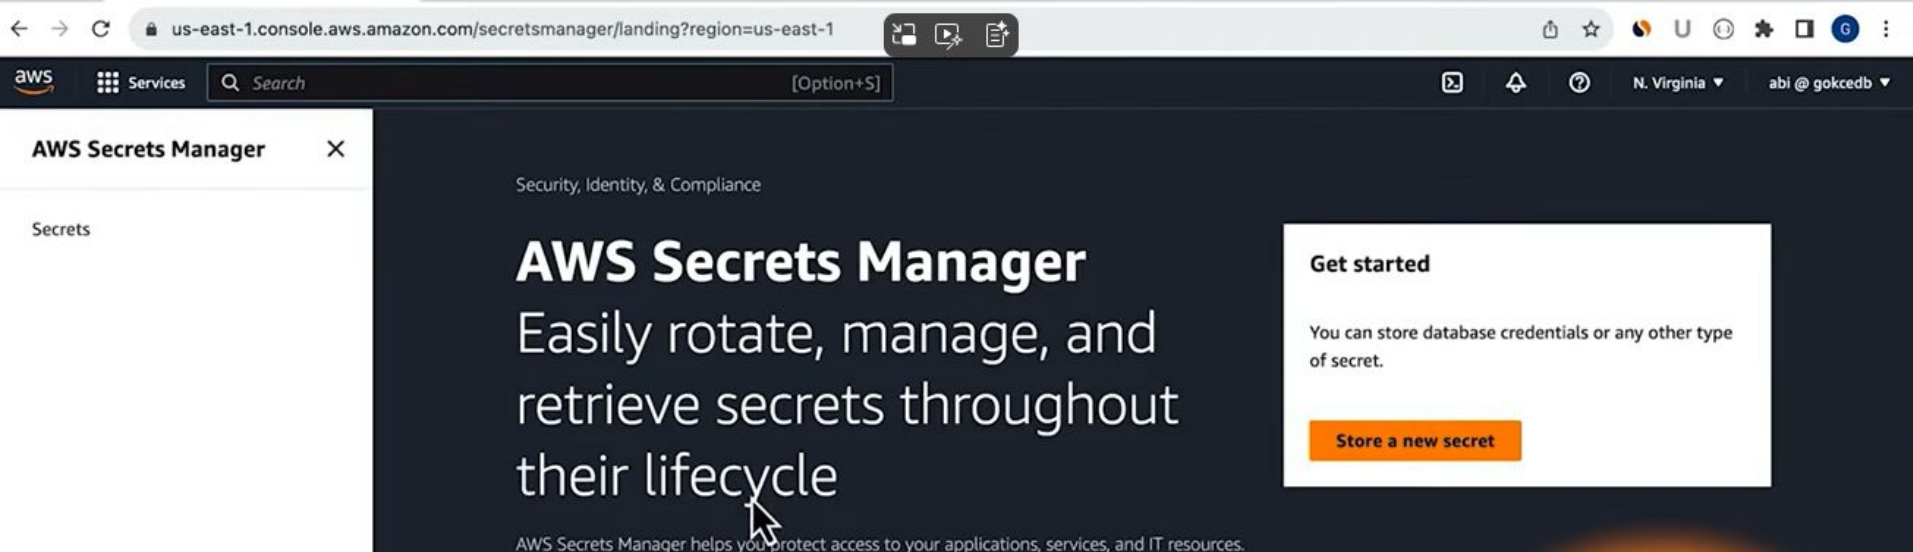 us-east-1.console.aws.amazon.com/secretsmanager/landing?region=us-east-1
U
G
aws
Services
Search
[Option+S]
N. Virginia
abi @ gokcedb
AWS Secrets Manager
Secrets
Security, Identity, & Compliance
AWS Secrets Manager
Easily rotate, manage, and
retrieve secrets throughout
their lifecycle
AWS Secrets Manager helps you protect access to your applications, services, and IT resources.
Get started
You can store database credentials or any other type
of secret.
Store a new secret